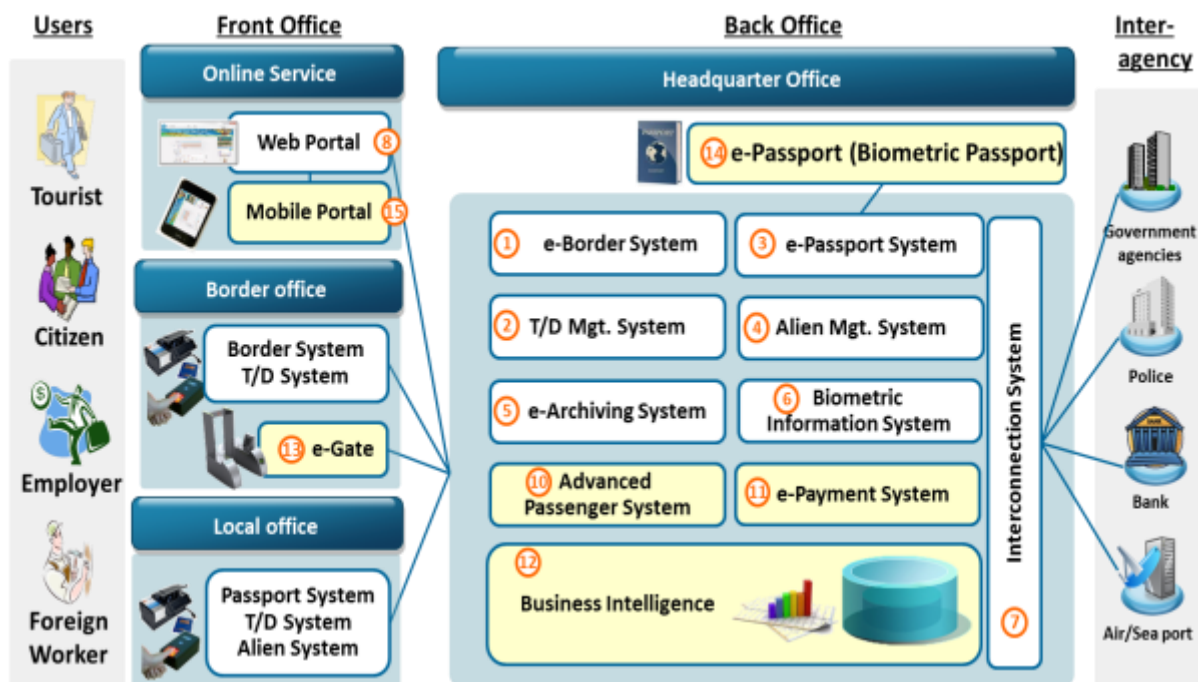 Users
Front Office
Back Office
Inter-
agency
Online Service
Web Portal 8
Mobile Portal 15
Border office
Border System
T/D System
13 e-Gate
Local office
Passport System
T/D System
Alien System
Tourist
Citizen
$
Employer
Foreign
Worker
Headquarter Office
PASSPORT
14 e-Passport (Biometric Passport)
1 e-Border System
3 e-Passport System
2 T/D Mgt. System
4 Alien Mgt. System
5 e-Archiving System
6 Biometric
Information System
10 Advanced
Passenger System
11 e-Payment System
12
Business Intelligence
Interconnection System
7
Government
agencies
Police
BANK
Bank
Air/Sea port